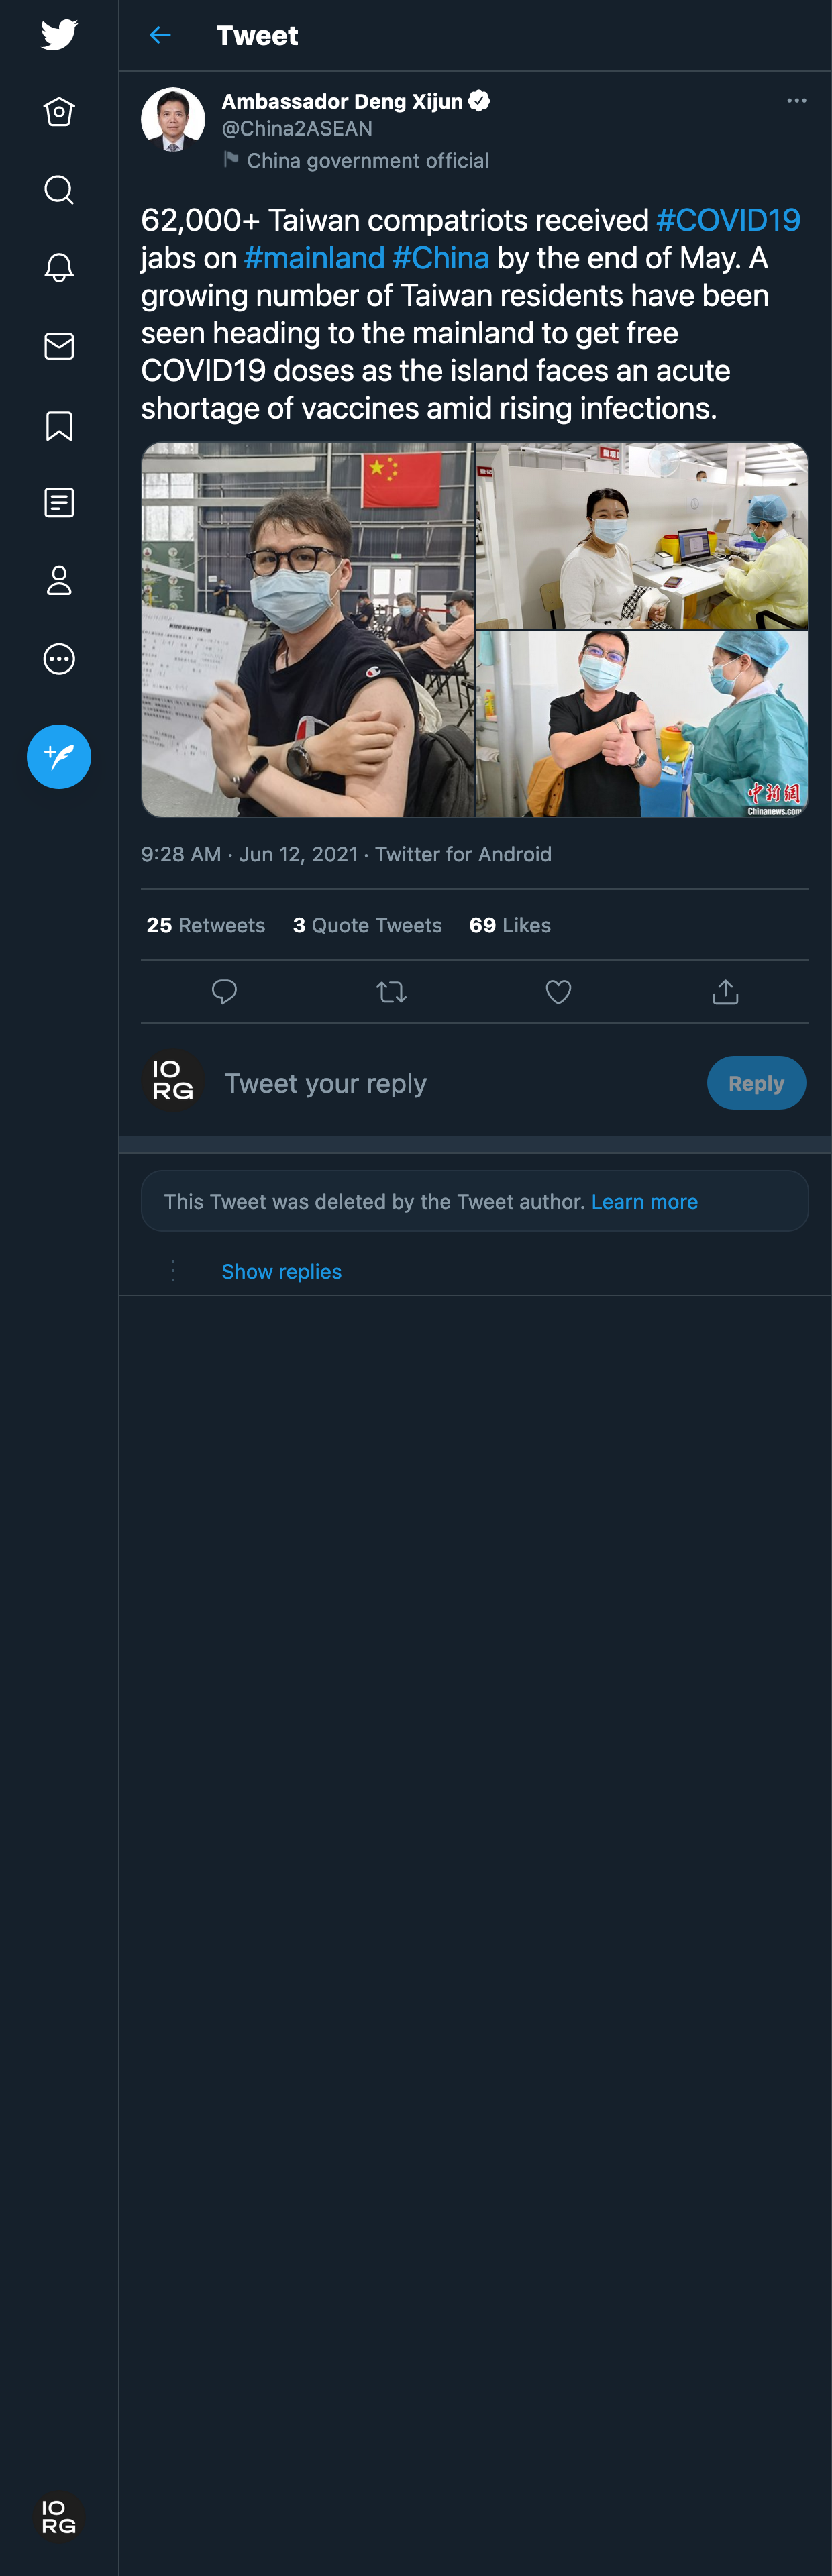 Tweet
Ambassador Deng Xijun
@China2ASEAN
China government official
62,000+ Taiwan compatriots received #COVID19
jabs on #mainland #China by the end of May. A
growing number of Taiwan residents have been
seen heading to the mainland to get free
COVID19 doses as the island faces an acute
shortage of vaccines amid rising infections.
中新網
Chinanews.com
9:28 AM · Jun 12, 2021 · Twitter for Android
25 Retweets 3 Quote Tweets 69 Likes
IO
RG
Tweet your reply
Reply
This Tweet was deleted by the Tweet author. Learn more
Show replies
IO
RG